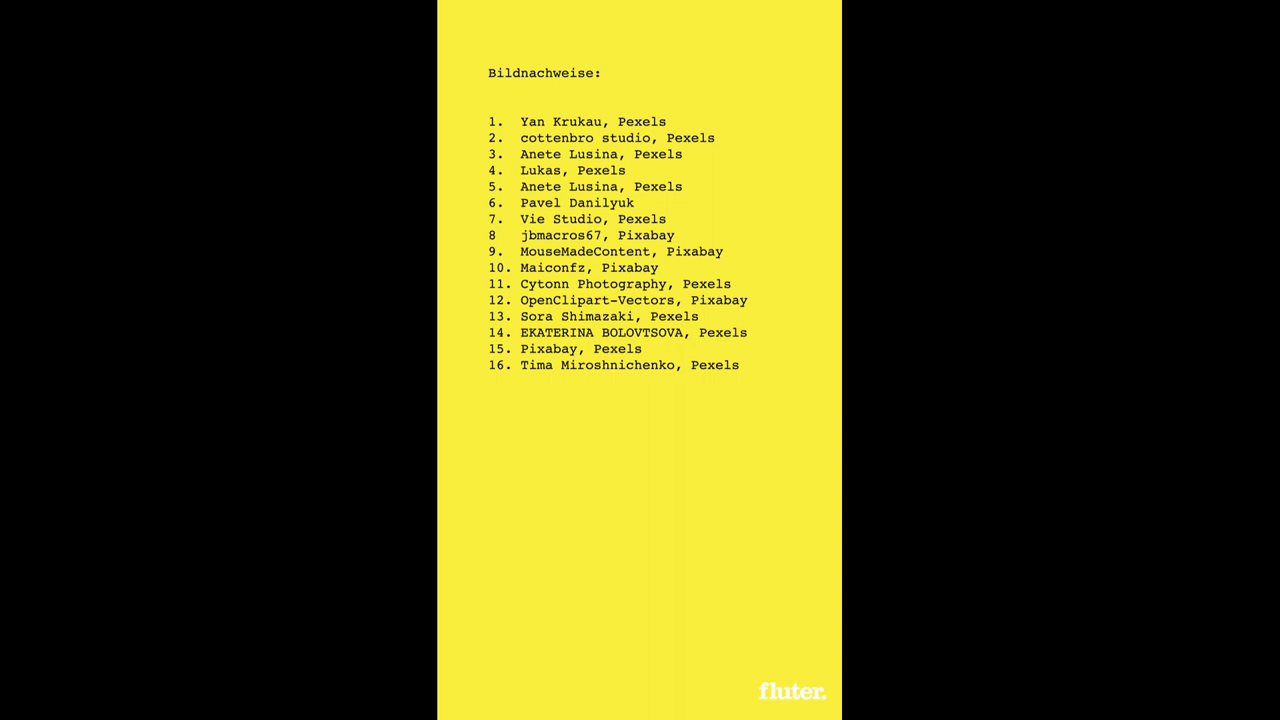 Bildnachweise:
1. Yan Krukau, Pexels
2. cottenbro studio, Pexels
3. Anete Lusina, Pexels
4. Lukas, Pexels
5. Anete Lusina, Pexels
6. Pavel Danilyuk
7. Vie Studio, Pexels
8 jbmacros67, Pixabay
9. MouseMadeContent, Pixabay
10. Maiconfz, Pixabay
11. Cytonn Photography, Pexels
12. OpenClipart-Vectors, Pixabay
13. Sora Shimazaki, Pexels
14. EKATERINA BOLOVTSOVA, Pexels
15. Pixabay, Pexels
16. Tima Miroshnichenko, Pexels
fluter.